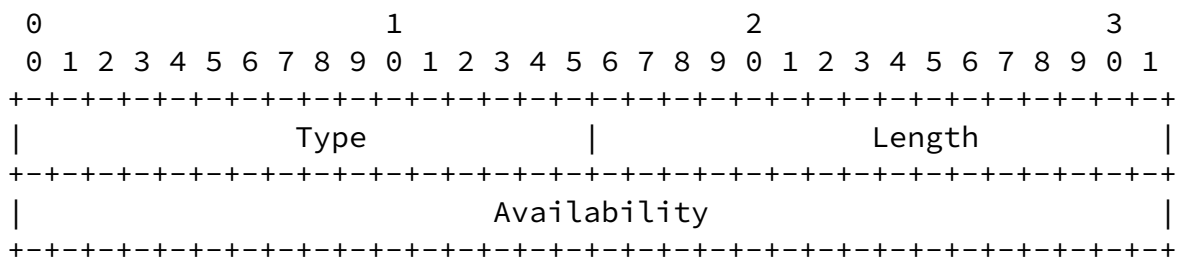 0                   1                   2                   3
 0 1 2 3 4 5 6 7 8 9 0 1 2 3 4 5 6 7 8 9 0 1 2 3 4 5 6 7 8 9 0 1
+-+-+-+-+-+-+-+-+-+-+-+-+-+-+-+-+-+-+-+-+-+-+-+-+-+-+-+-+-+-+-+-+
|               Type            |               Length          |
+-+-+-+-+-+-+-+-+-+-+-+-+-+-+-+-+-+-+-+-+-+-+-+-+-+-+-+-+-+-+-+-+
|                          Availability                         |
+-+-+-+-+-+-+-+-+-+-+-+-+-+-+-+-+-+-+-+-+-+-+-+-+-+-+-+-+-+-+-+-+